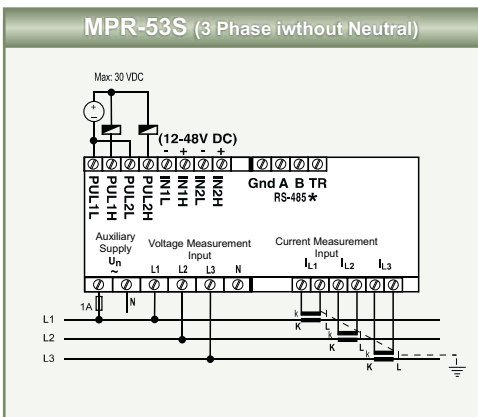 MPR-53S (3 Phase iwthout Neutral)
Max: 30 VDC
(12-48V DC)
+
-
- + - +
PUL1L PUL1H PUL2L PUL2H IN1L IN1H IN2L IN2H
Gnd A B TR
RS-485 *
Auxiliary Supply
Un
~
Voltage Measurement Input
L1 L2 L3 N
Current Measurement Input
IL1 IL2 IL3
1A
N
L1
L2
L3
k l
K L
k l
K L
k l
K L